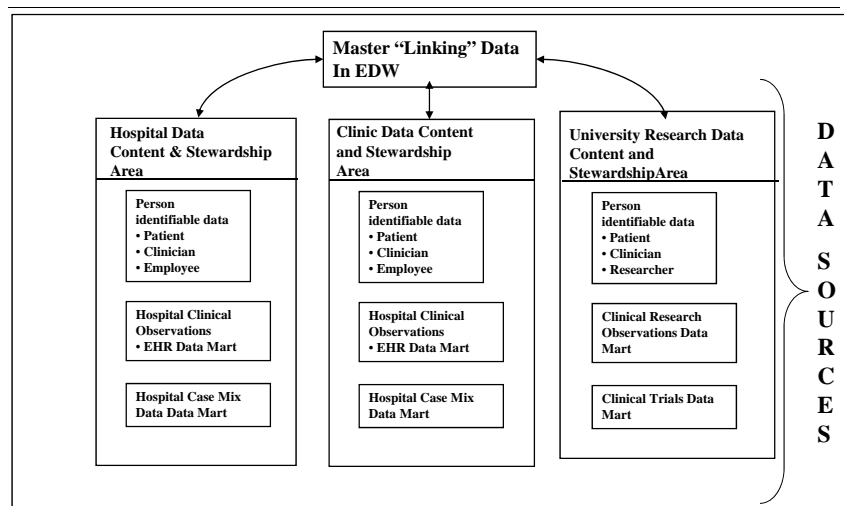 Master “Linking” Data
In EDW
Hospital Data
Content & Stewardship
Area
Person
identifiable data
• Patient
• Clinician
• Employee
Hospital Clinical
Observations
• EHR Data Mart
Hospital Case Mix
Data Data Mart
Clinic Data Content
and Stewardship
Area
Person
identifiable data
• Patient
• Clinician
• Employee
Hospital Clinical
Observations
• EHR Data Mart
Hospital Case Mix
Data Mart
University Research Data
Content and
StewardshipArea
Person
identifiable data
• Patient
• Clinician
• Researcher
Clinical Research
Observations Data
Mart
Clinical Trials Data
Mart
D
A
T
A
S
O
U
R
C
E
S